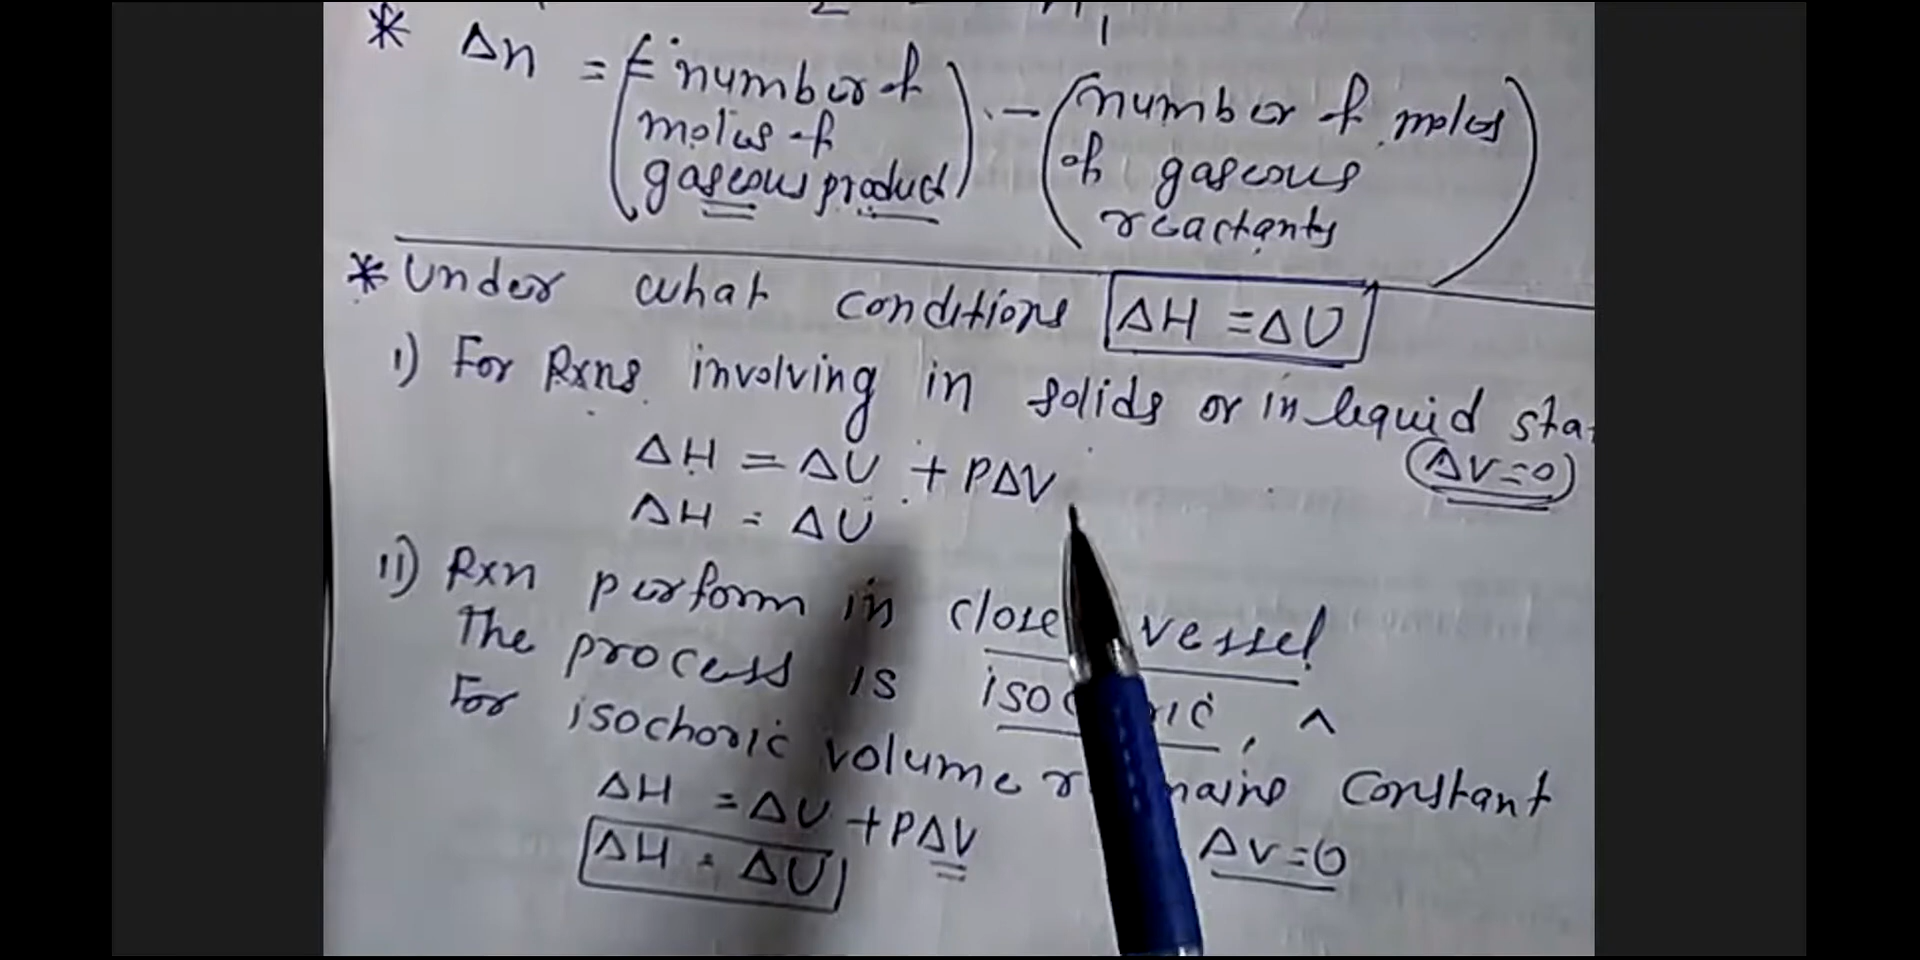 * Δn = (number of moles of gaseous product) - (number of moles of gaseous reactants)
* Under what conditions ΔH = ΔU
i) For Rxns involving in solids or in liquid sta
(ΔV=0)
ΔH = ΔU + PΔV
ΔH = ΔU
ii) Rxn perform in close vessel
The process is isochoric,
For isochoric volume remains constant
ΔH = ΔU + PΔV
ΔV=0
ΔH = ΔU